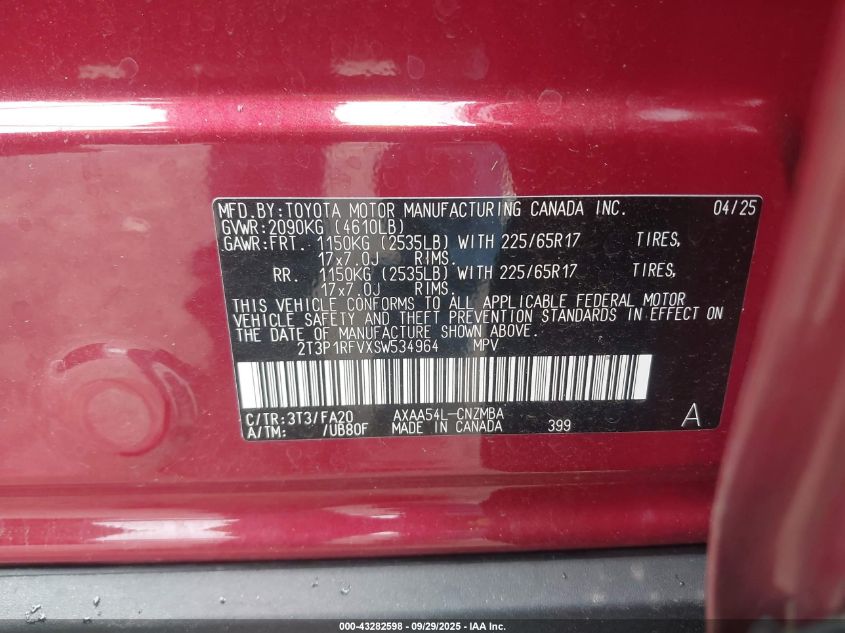 MFD.BY:TOYOTA MOTOR MANUFACTURING CANADA INC. 04/25
GVWR:2090KG (4610LB)
GAWR:FRT. 1150KG (2535LB) WITH 225/65R17 TIRES,
17x7.0J RIMS.
RR. 1150KG (2535LB) WITH 225/65R17 TIRES,
17x7.0J RIMS.
THIS VEHICLE CONFORMS TO ALL APPLICABLE FEDERAL MOTOR
VEHICLE SAFETY AND THEFT PREVENTION STANDARDS IN EFFECT ON
THE DATE OF MANUFACTURE SHOWN ABOVE.
2T3P1RFVXSW534964 MPV
C/TR:3T3/FA20 AXAA54L-CNZMBA
A/TM: /UB80F MADE IN CANADA 399 A
000-43282598 - 09/29/2025 - IAA Inc.